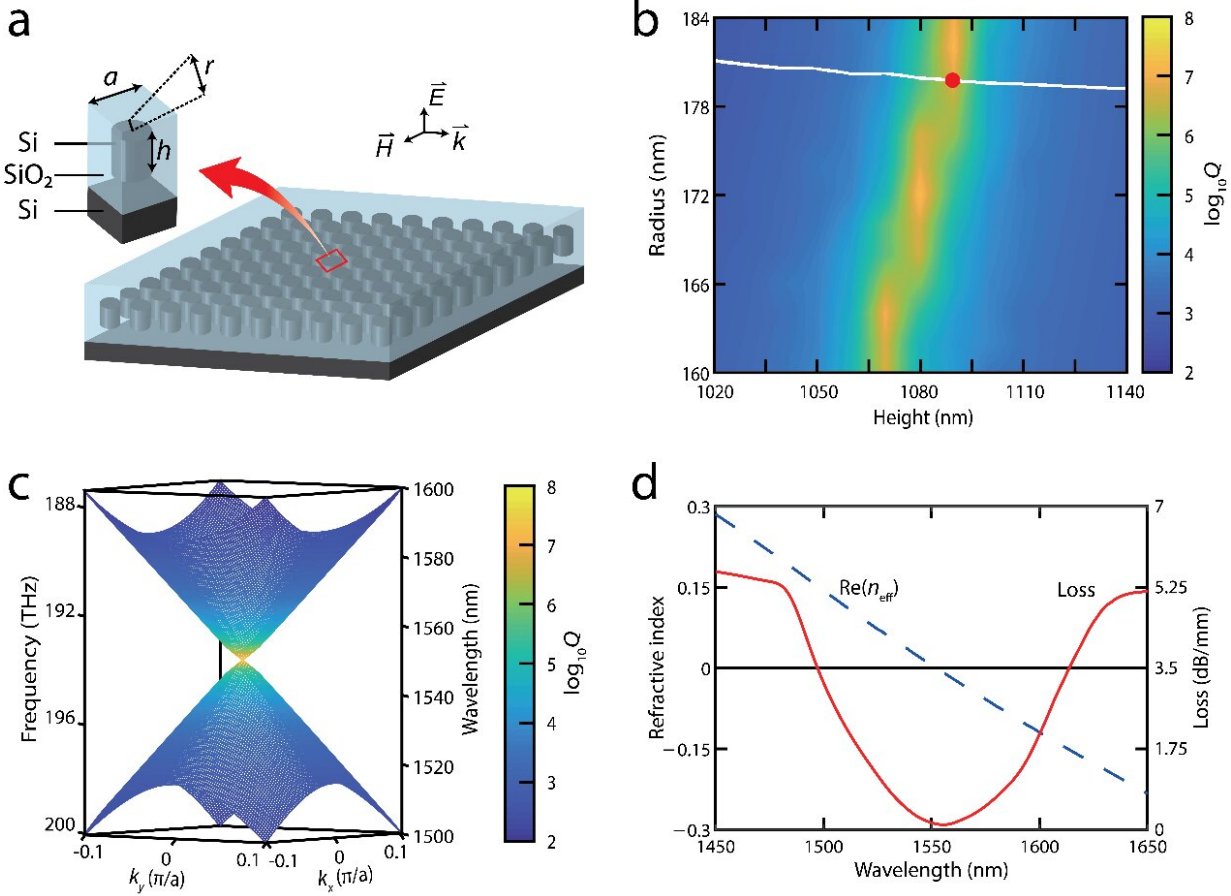 a
a
r
Si
h
SiO₂
Si
E
H
k
b
184
178
172
166
160
Radius (nm)
1020
1050
1080
1110
1140
Height (nm)
8
7
6
5
4
3
2
log₁₀Q
c
188
192
196
200
Frequency (THz)
1600
1580
1560
1540
1520
1500
Wavelength (nm)
-0.1
0
0.1
k_y (π/a)
-0.1
0
0.1
k_x (π/a)
8
7
6
5
4
3
2
log₁₀Q
d
0.3
0.15
0
−0.15
−0.3
Refractive index
Re(n_eff)
Loss
7
5.25
3.5
1.75
0
Loss (dB/mm)
1450
1500
1550
1600
1650
Wavelength (nm)